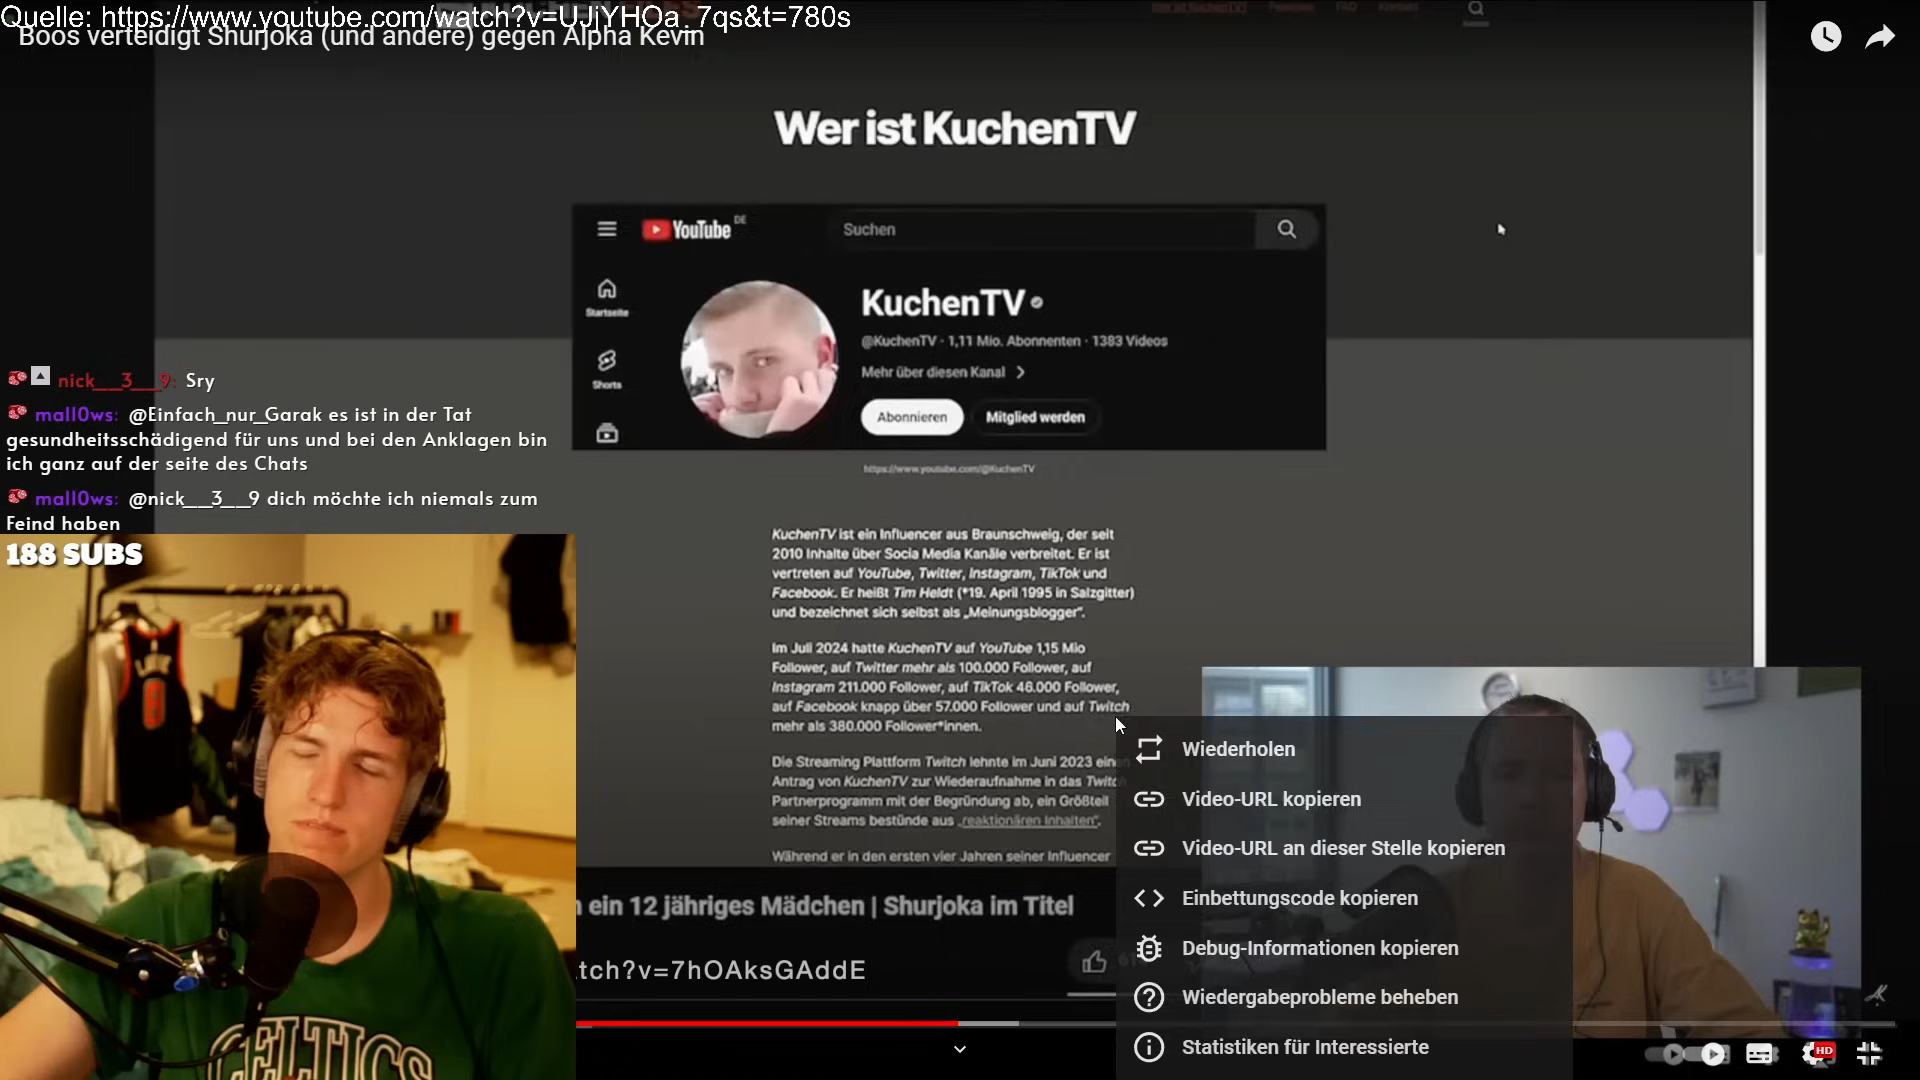 Quelle: https://www.youtube.com/watch?v=UJjYHOa_7qs&t=780s
Boos verteidigt Shurjoka (und andere) gegen Alpha Kevin
Wer ist KuchenTV
YouTube DE
Suchen
Startseite
Shorts
KuchenTV
@KuchenTV · 1,11 Mio. Abonnenten · 1383 Videos
Mehr über diesen Kanal
Abonnieren
Mitglied werden
https://www.youtube.com/@KuchenTV
nick__3__9: Sry
mall0ws: @Einfach_nur_Garak es ist in der Tat
gesundheitsschädigend für uns und bei den Anklagen bin
ich ganz auf der seite des Chats
mall0ws: @nick__3__9 dich möchte ich niemals zum
Feind haben
188 SUBS
KuchenTV ist ein Influencer aus Braunschweig, der seit
2010 Inhalte über Socia Media Kanäle verbreitet. Er ist
vertreten auf YouTube, Twitter, Instagram, TikTok und
Facebook. Er heißt Tim Heldt (*19. April 1995 in Salzgitter)
und bezeichnet sich selbst als „Meinungsblogger“.
Im Juli 2024 hatte KuchenTV auf YouTube 1,15 Mio
Follower, auf Twitter mehr als 100.000 Follower, auf
Instagram 211.000 Follower, auf TikTok 46.000 Follower,
auf Facebook knapp über 57.000 Follower und auf Twitch
mehr als 380.000 Follower*innen.
Die Streaming Plattform Twitch lehnte im Juni 2023 einen
Antrag von KuchenTV zur Wiederaufnahme in das Twitch
Partnerprogramm mit der Begründung ab, ein Größteil
seiner Streams bestünde aus „reaktionären Inhalten“.
Während er in den ersten vier Jahren seiner Influencer
ein 12 jähriges Mädchen | Shurjoka im Titel
tch?v=7hOAksGAddE
Wiederholen
Video-URL kopieren
Video-URL an dieser Stelle kopieren
Einbettungscode kopieren
Debug-Informationen kopieren
Wiedergabeprobleme beheben
Statistiken für Interessierte
HD
CELTICS